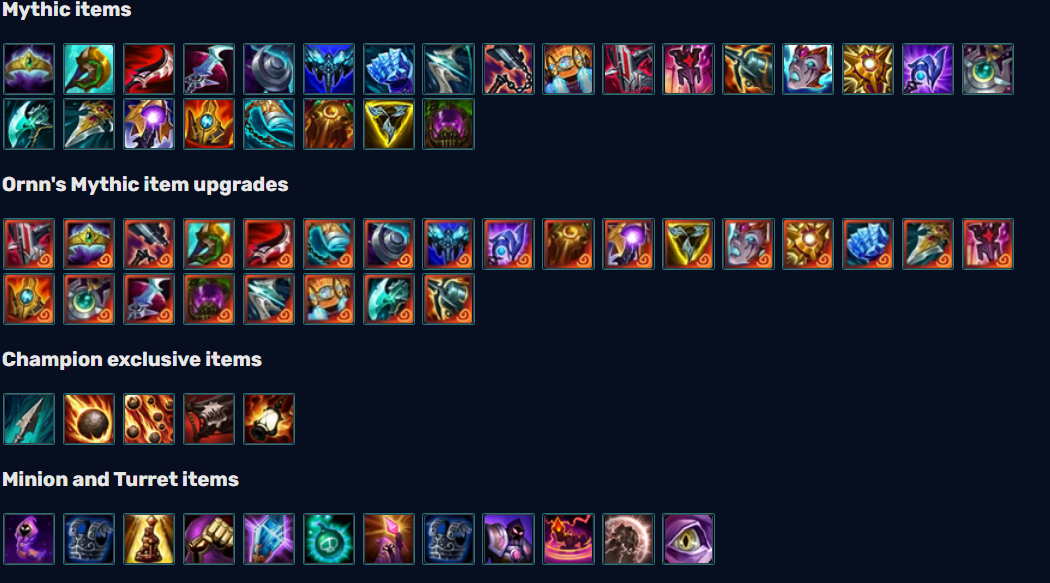 Mythic items
Ornn's Mythic item upgrades
Champion exclusive items
Minion and Turret items